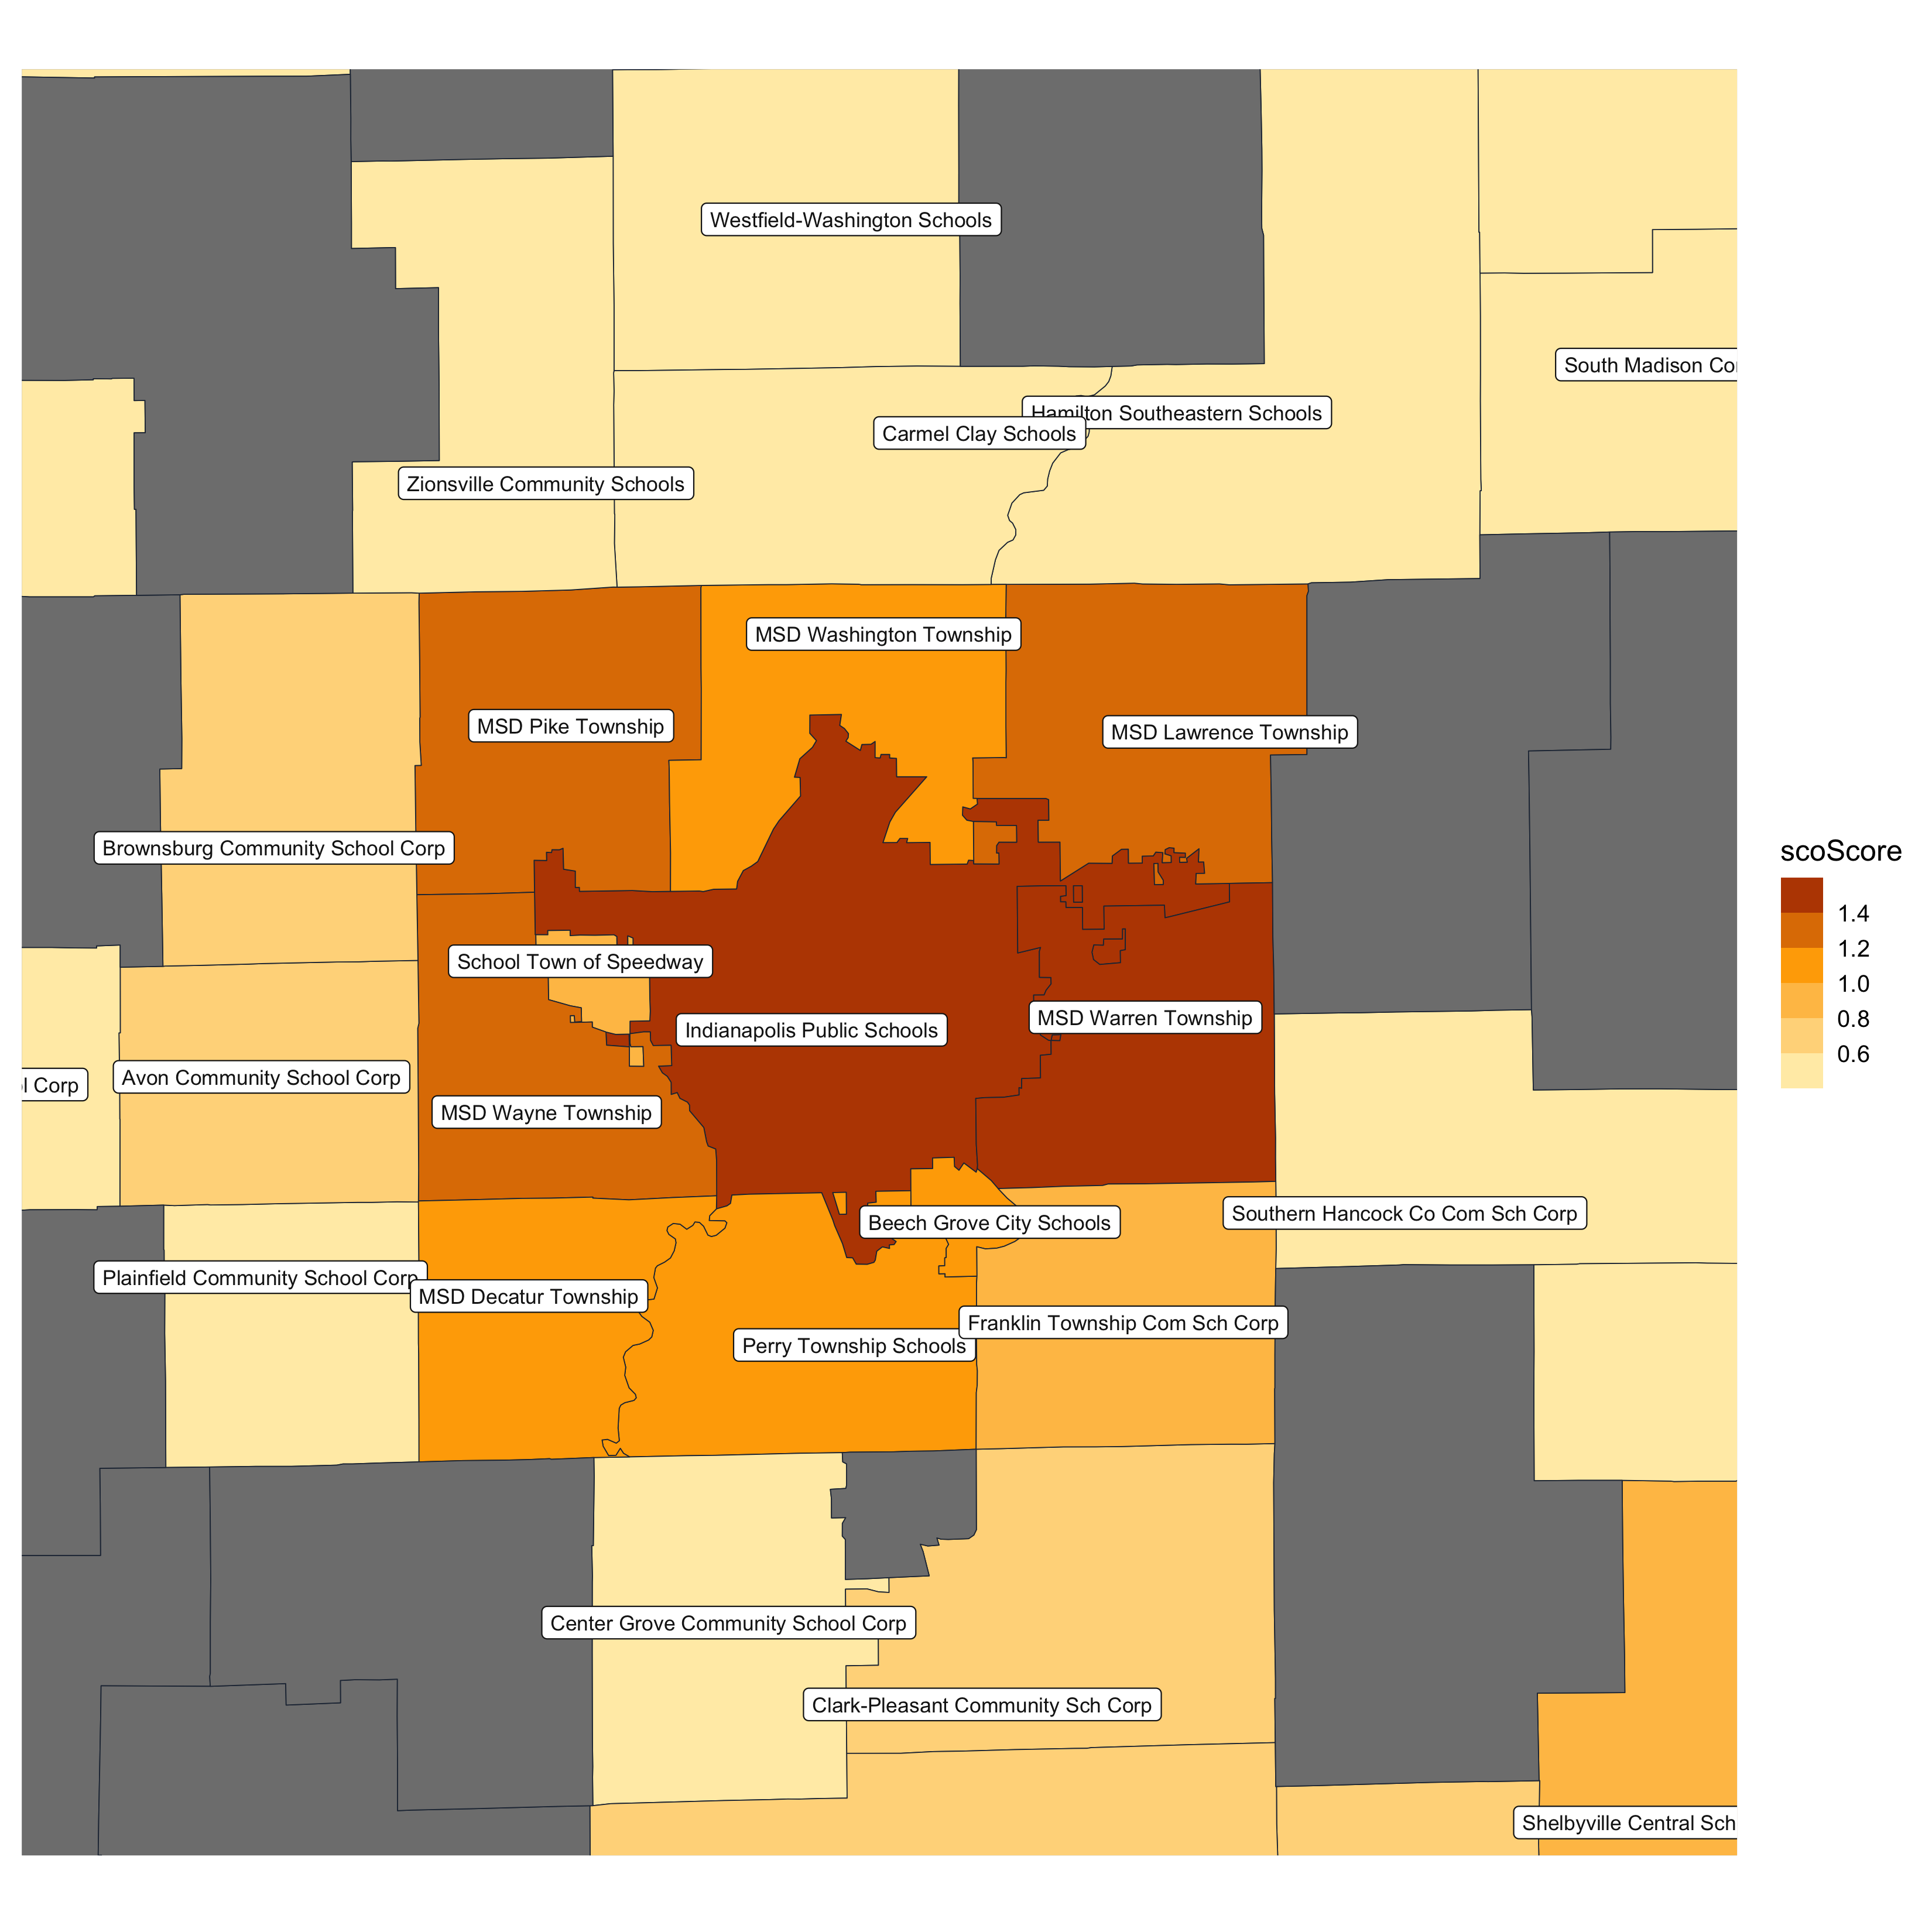 Westfield-Washington Schools
South Madison Co
Hamilton Southeastern Schools
Carmel Clay Schools
Zionsville Community Schools
MSD Washington Township
MSD Pike Township
MSD Lawrence Township
Brownsburg Community School Corp
School Town of Speedway
MSD Warren Township
Indianapolis Public Schools
Avon Community School Corp
l Corp
MSD Wayne Township
Southern Hancock Co Com Sch Corp
Beech Grove City Schools
Plainfield Community School Corp
MSD Decatur Township
Franklin Township Com Sch Corp
Perry Township Schools
Center Grove Community School Corp
Clark-Pleasant Community Sch Corp
Shelbyville Central Sch
scoScore
1.4
1.2
1.0
0.8
0.6